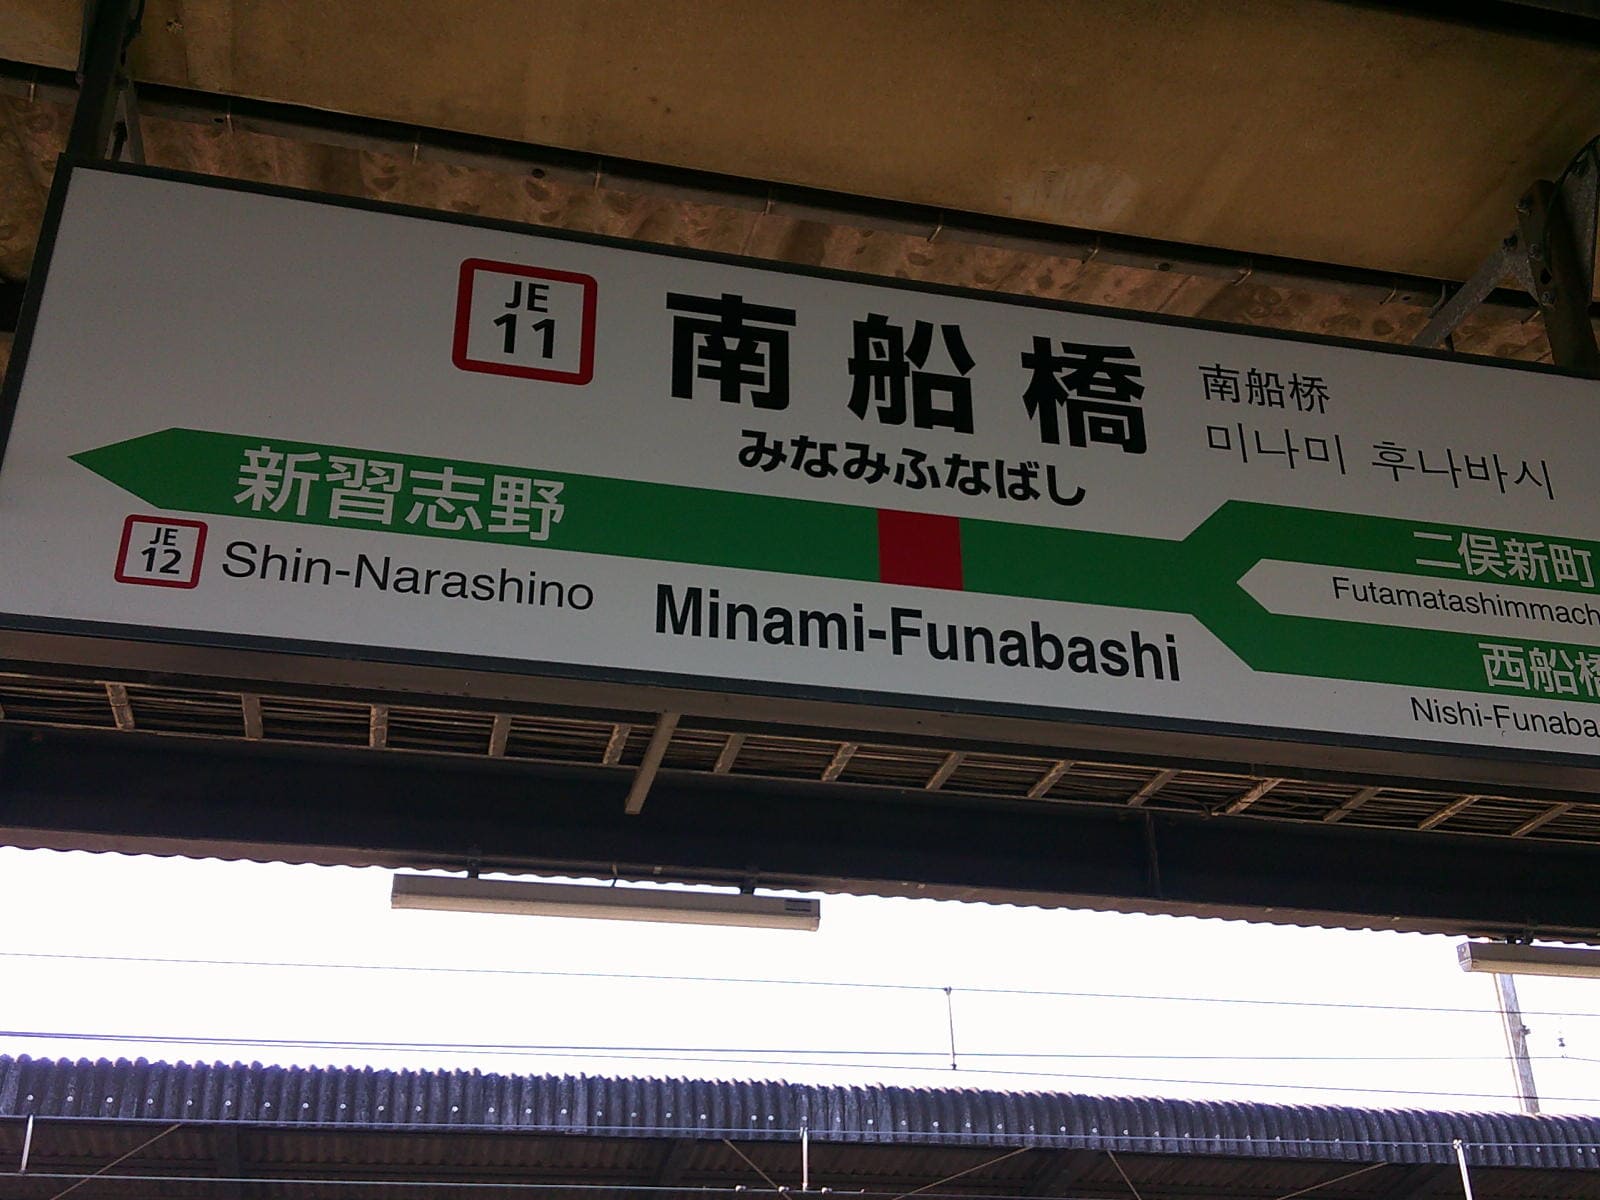 JE
11
南船橋
南船桥
みなみふなばし
미나미 후나바시
新習志野
JE
12
Shin-Narashino
Minami-Funabashi
二俣新町
Futamatashimmach
西船橋
Nishi-Funaba